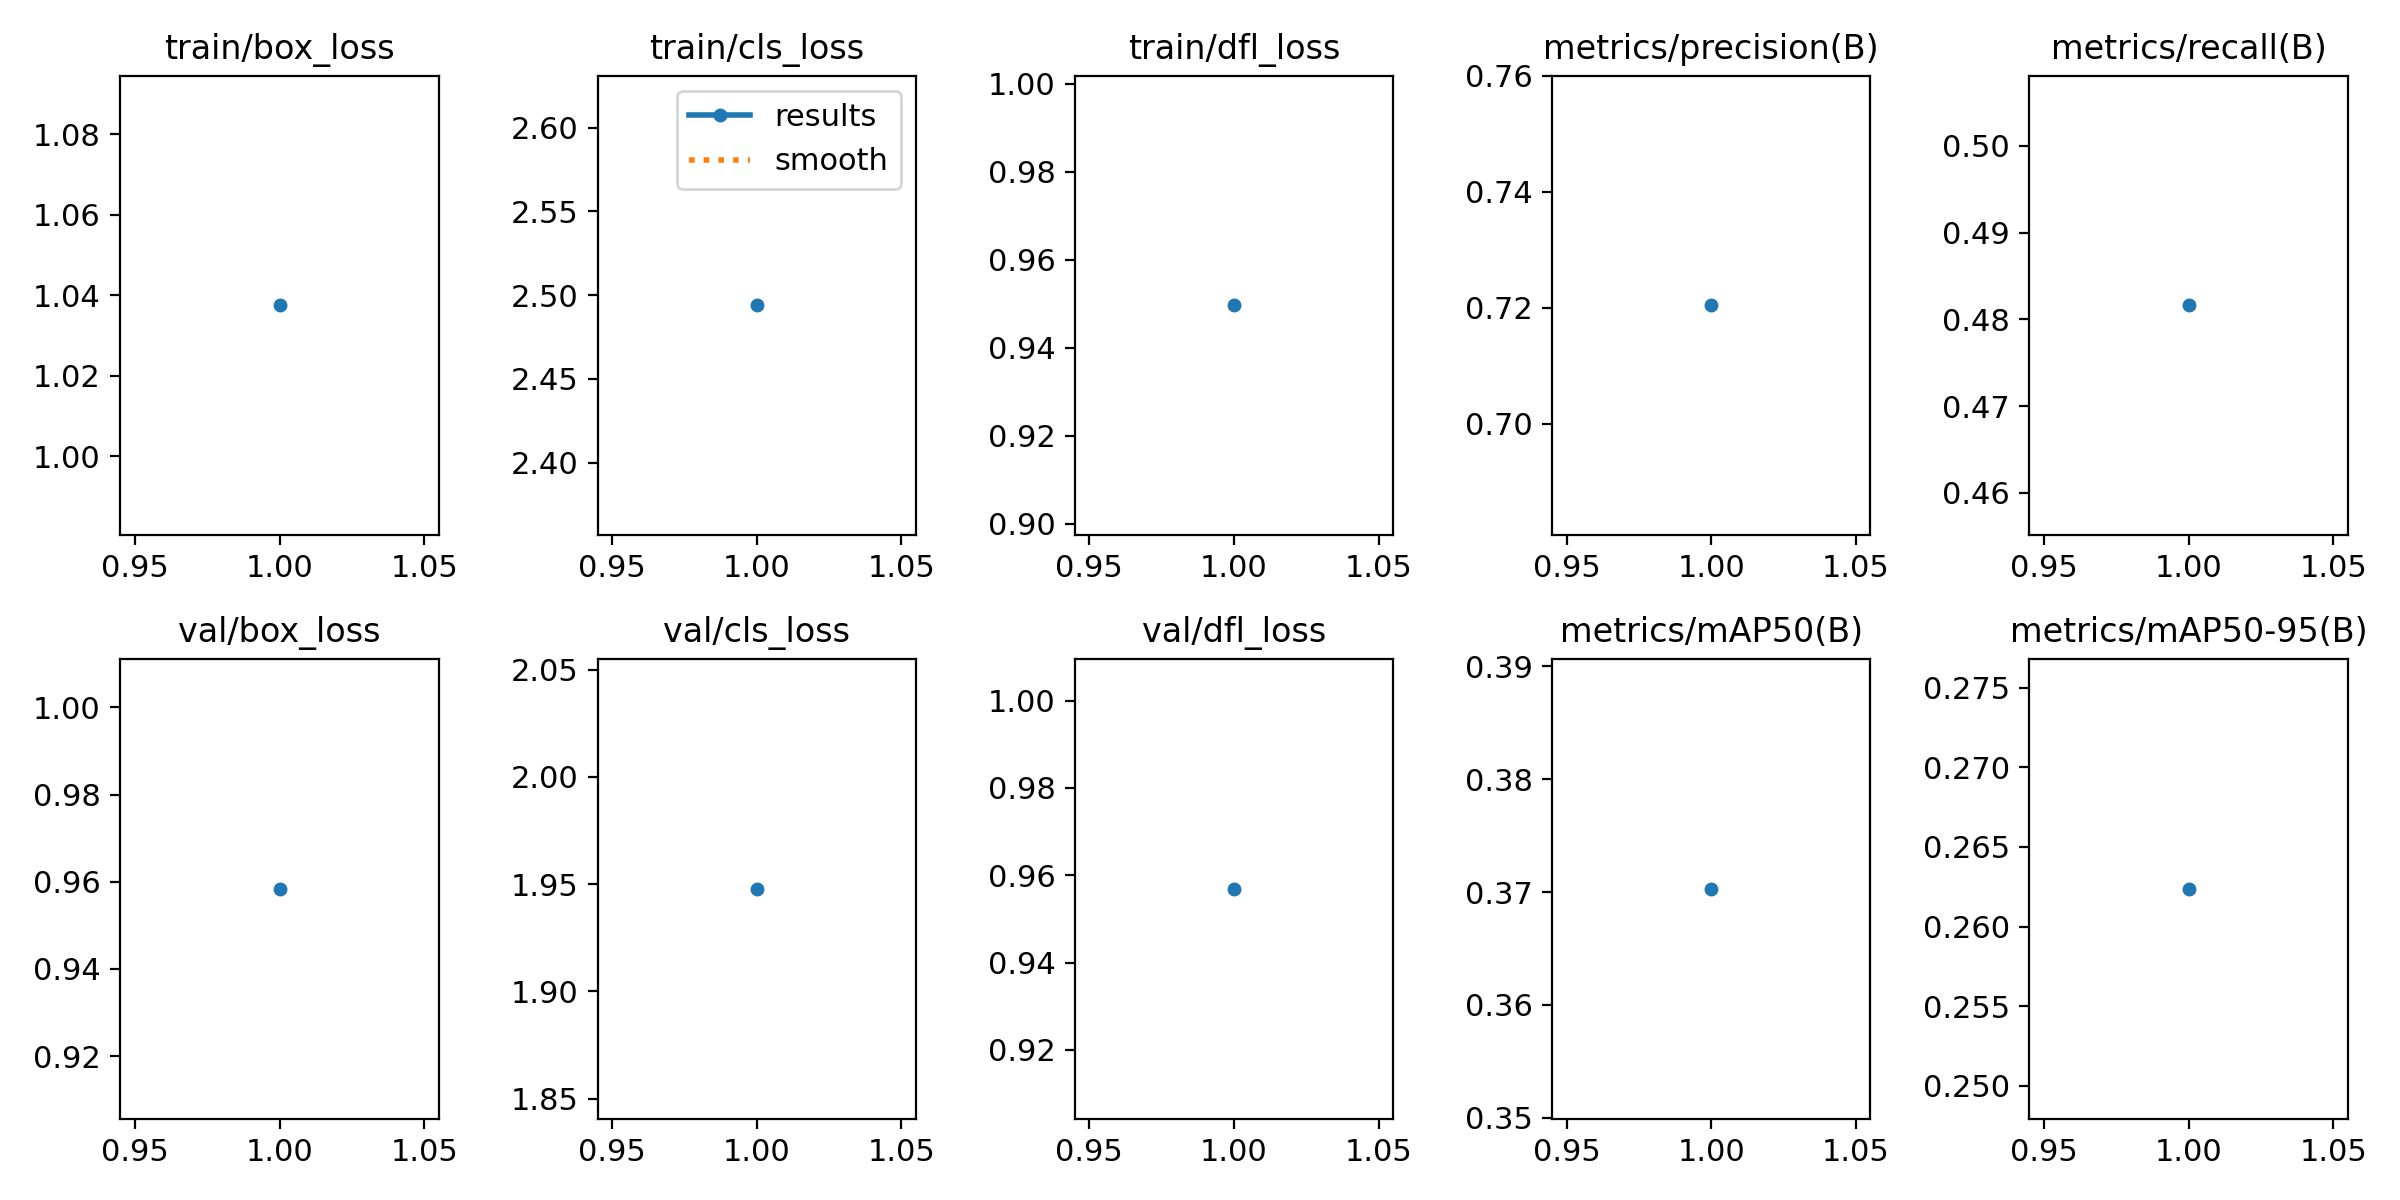 train/box_loss
1.08
1.06
1.04
1.02
1.00
0.95 1.00 1.05
train/cls_loss
results
smooth
2.60
2.55
2.50
2.45
2.40
0.95 1.00 1.05
train/dfl_loss
1.00
0.98
0.96
0.94
0.92
0.90
0.95 1.00 1.05
metrics/precision(B)
0.76
0.74
0.72
0.70
0.95 1.00 1.05
metrics/recall(B)
0.50
0.49
0.48
0.47
0.46
0.95 1.00 1.05
val/box_loss
1.00
0.98
0.96
0.94
0.92
0.95 1.00 1.05
val/cls_loss
2.05
2.00
1.95
1.90
1.85
0.95 1.00 1.05
val/dfl_loss
1.00
0.98
0.96
0.94
0.92
0.95 1.00 1.05
metrics/mAP50(B)
0.39
0.38
0.37
0.36
0.35
0.95 1.00 1.05
metrics/mAP50-95(B)
0.275
0.270
0.265
0.260
0.255
0.250
0.95 1.00 1.05